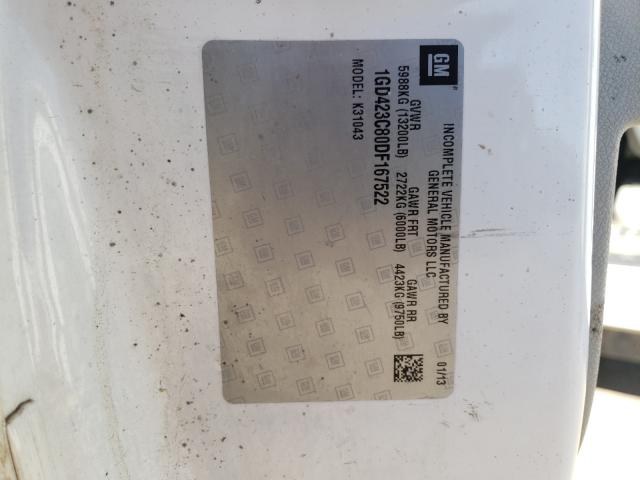 GM
INCOMPLETE VEHICLE MANUFACTURED BY
GENERAL MOTORS LLC
01/13
GVWR GAWR FRT GAWR RR
5988KG (13200LB) 2722KG (6000LB) 4423KG (9750LB)
1GD423C80DF167522
MODEL: K31043